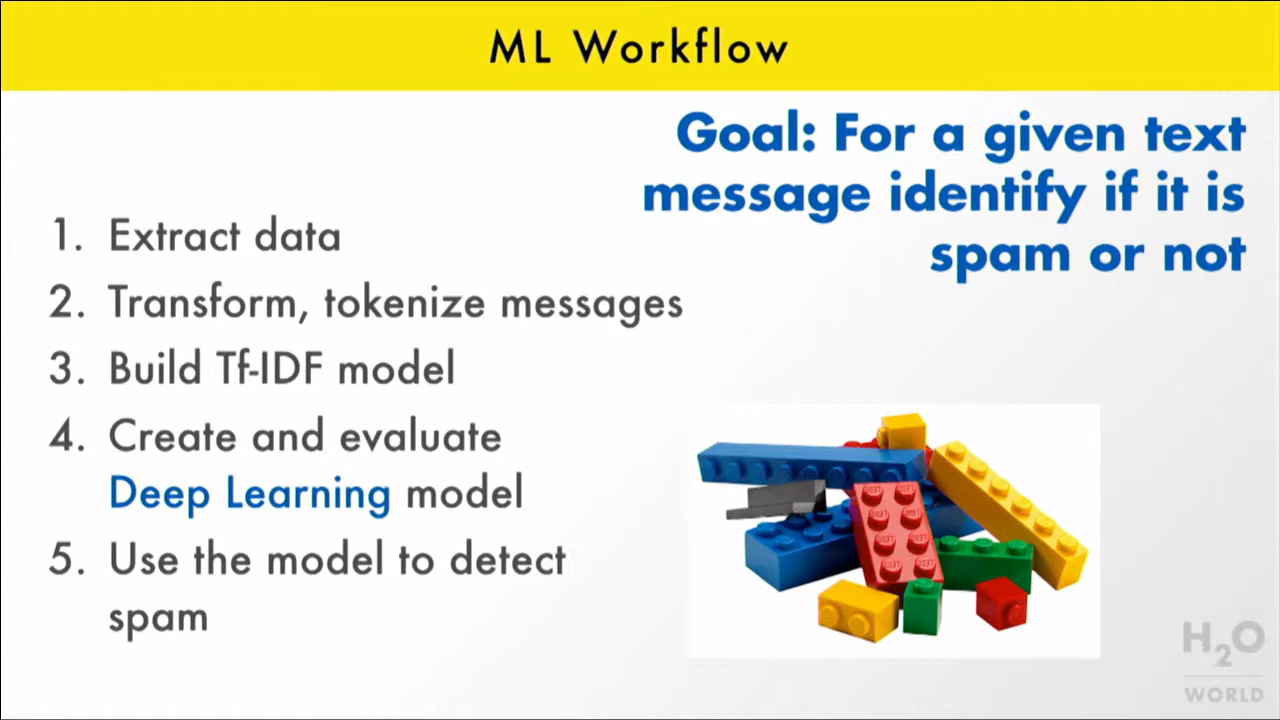 ML Workflow
Goal: For a given text
message identify if it is
spam or not
1. Extract data
2. Transform, tokenize messages
3. Build Tf-IDF model
4. Create and evaluate
Deep Learning model
5. Use the model to detect
spam
H2O
WORLD